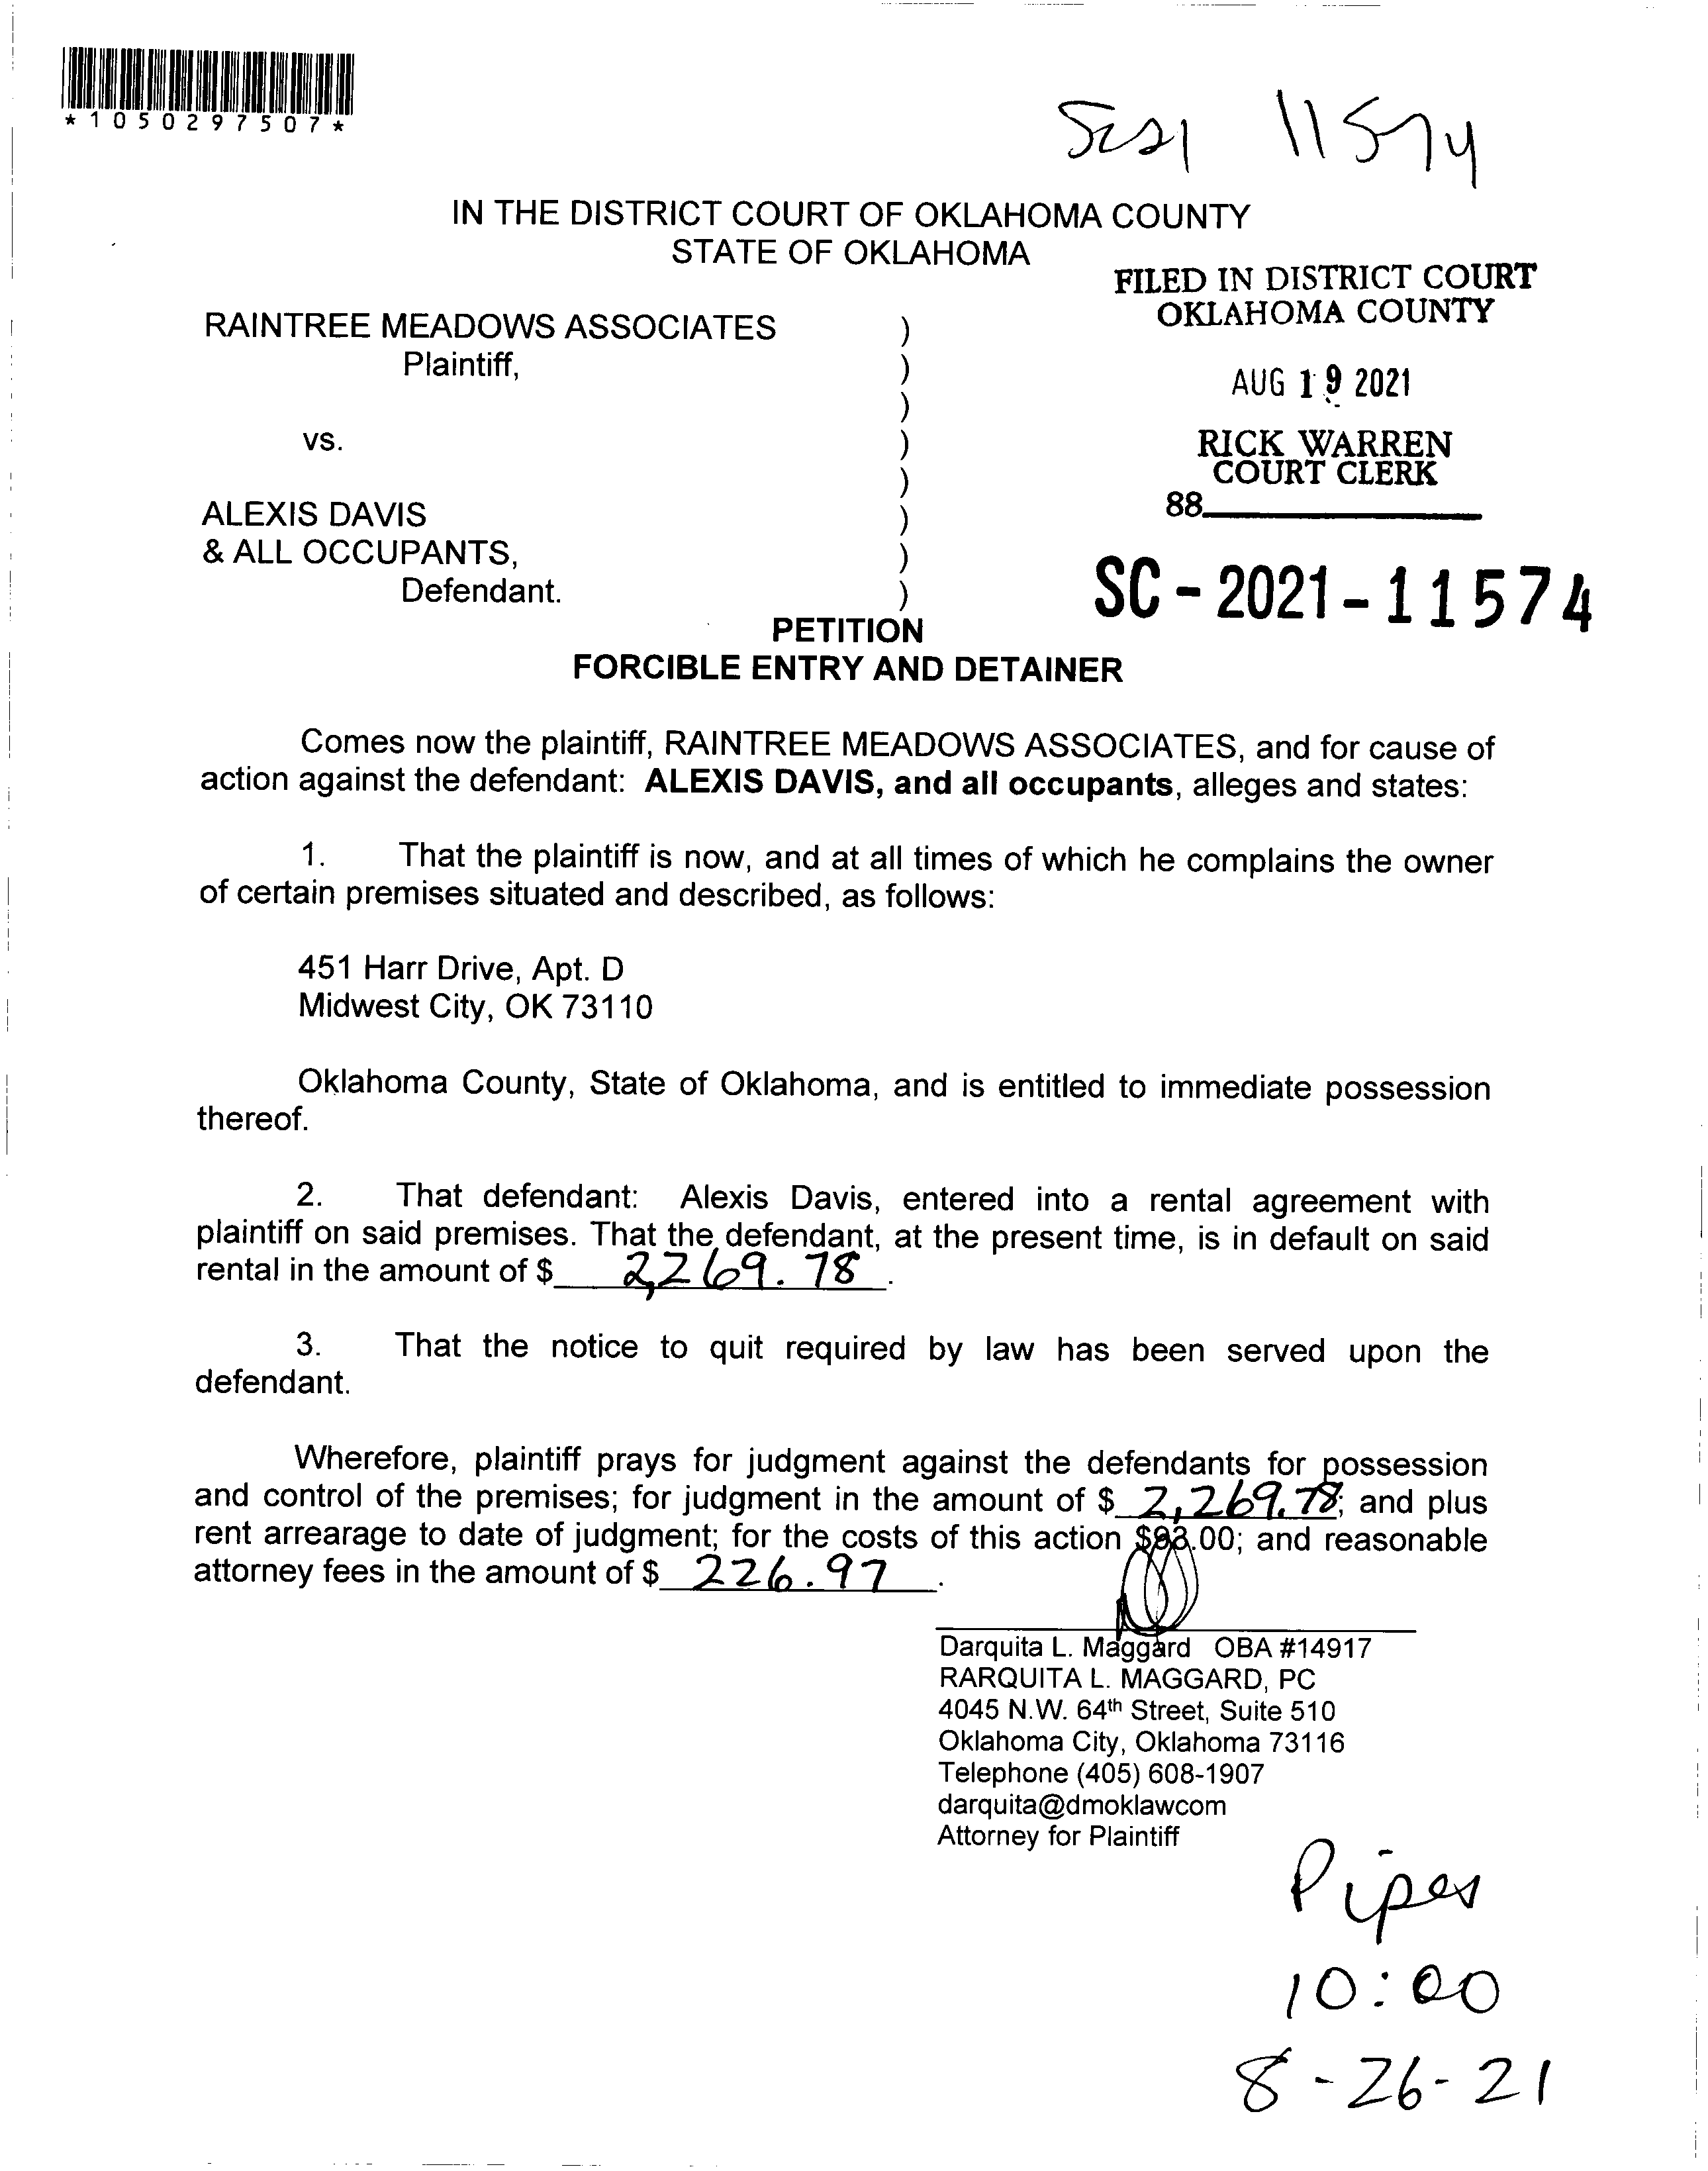 *1050297507*
SC21 11574
IN THE DISTRICT COURT OF OKLAHOMA COUNTY
STATE OF OKLAHOMA
FILED IN DISTRICT COURT
OKLAHOMA COUNTY
AUG 19 2021
RICK WARREN
COURT CLERK
88
SC-2021-11574
RAINTREE MEADOWS ASSOCIATES )
Plaintiff, )
)
vs. )
)
ALEXIS DAVIS )
& ALL OCCUPANTS, )
Defendant. )
PETITION
FORCIBLE ENTRY AND DETAINER
Comes now the plaintiff, RAINTREE MEADOWS ASSOCIATES, and for cause of
action against the defendant: ALEXIS DAVIS, and all occupants, alleges and states:
1. That the plaintiff is now, and at all times of which he complains the owner
of certain premises situated and described, as follows:
451 Harr Drive, Apt. D
Midwest City, OK 73110
Oklahoma County, State of Oklahoma, and is entitled to immediate possession
thereof.
2. That defendant: Alexis Davis, entered into a rental agreement with
plaintiff on said premises. That the defendant, at the present time, is in default on said
rental in the amount of $ 2,269.78.
3. That the notice to quit required by law has been served upon the
defendant.
Wherefore, plaintiff prays for judgment against the defendants for possession
and control of the premises; for judgment in the amount of $ 2,269.78; and plus
rent arrearage to date of judgment; for the costs of this action $93.00; and reasonable
attorney fees in the amount of $ 226.97.
Darquita L. Maggard OBA #14917
RARQUITA L. MAGGARD, PC
4045 N.W. 64th Street, Suite 510
Oklahoma City, Oklahoma 73116
Telephone (405) 608-1907
darquita@dmoklawcom
Attorney for Plaintiff
Pipes
10:00
8-26-21